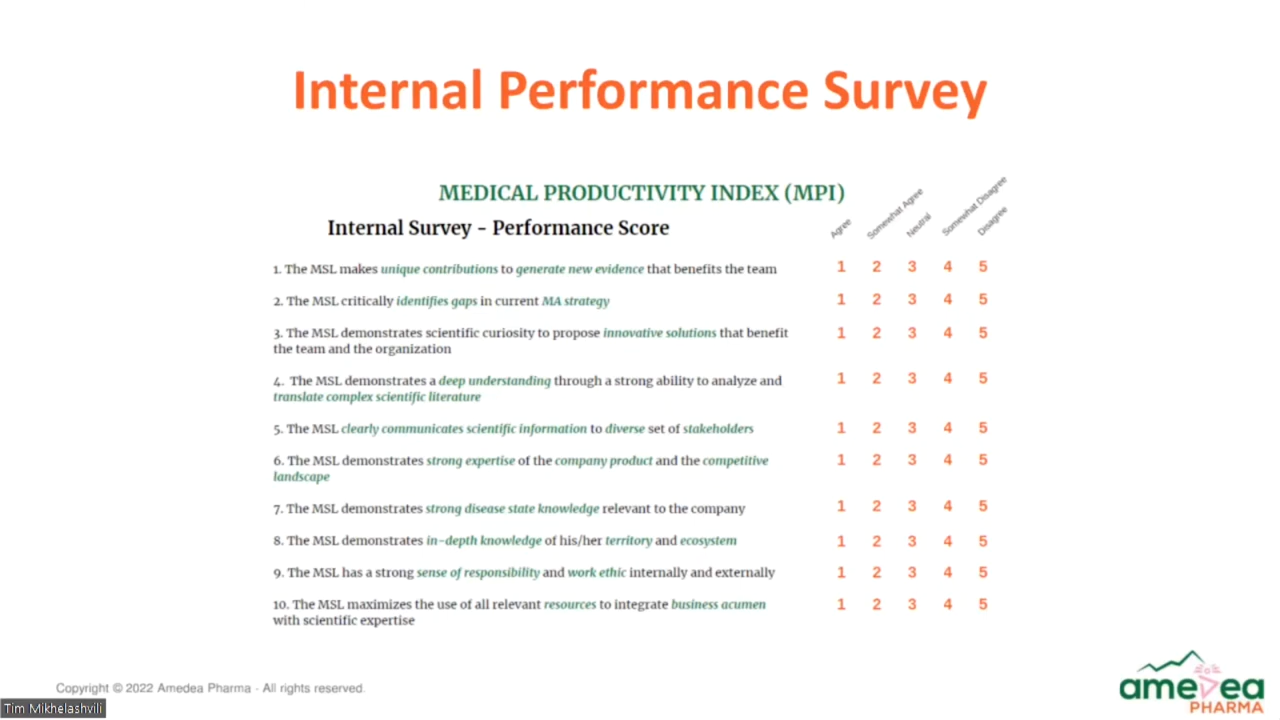 Internal Performance Survey
MEDICAL PRODUCTIVITY INDEX (MPI)
Internal Survey - Performance Score
Agree
Somewhat Agree
Neutral
Somewhat Disagree
Disagree
1. The MSL makes unique contributions to generate new evidence that benefits the team 1 2 3 4 5
2. The MSL critically identifies gaps in current MA strategy 1 2 3 4 5
3. The MSL demonstrates scientific curiosity to propose innovative solutions that benefit 1 2 3 4 5
the team and the organization
4. The MSL demonstrates a deep understanding through a strong ability to analyze and 1 2 3 4 5
translate complex scientific literature
5. The MSL clearly communicates scientific information to diverse set of stakeholders 1 2 3 4 5
6. The MSL demonstrates strong expertise of the company product and the competitive 1 2 3 4 5
landscape
7. The MSL demonstrates strong disease state knowledge relevant to the company 1 2 3 4 5
8. The MSL demonstrates in-depth knowledge of his/her territory and ecosystem 1 2 3 4 5
9. The MSL has a strong sense of responsibility and work ethic internally and externally 1 2 3 4 5
10. The MSL maximizes the use of all relevant resources to integrate business acumen 1 2 3 4 5
with scientific expertise
Copyright © 2022 Amedea Pharma - All rights reserved.
amedea
PHARMA
Tim Mikhelashvili